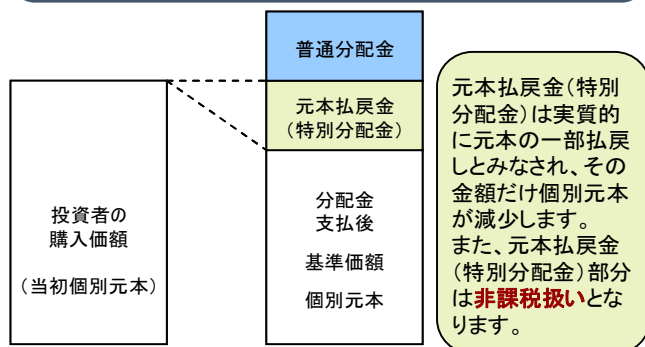 普通分配金
元本払戻金
(特別分配金)
投資者の
購入価額
(当初個別元本)
分配金
支払後
基準価額
個別元本
元本払戻金(特別
分配金)は実質的
に元本の一部払戻
しとみなされ、その
金額だけ個別元本
が減少します。
また、元本払戻金
(特別分配金)部分
は非課税扱いとな
ります。